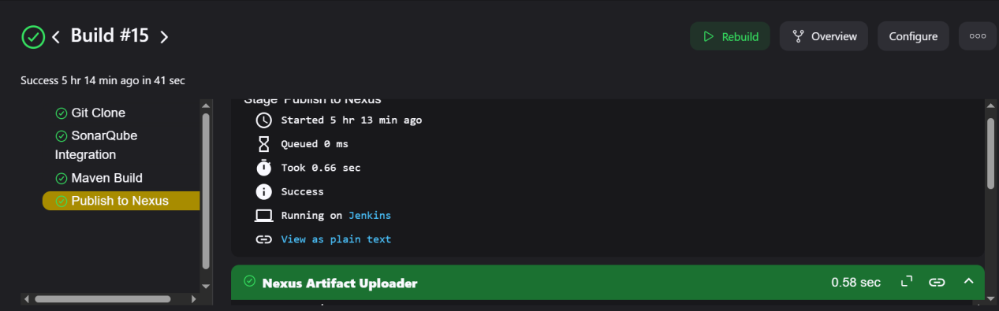 Build #15
Rebuild
Overview
Configure
Success 5 hr 14 min ago in 41 sec
Git Clone
SonarQube
Integration
Maven Build
Publish to Nexus
Stage 'Publish to Nexus'
Started 5 hr 13 min ago
Queued 0 ms
Took 0.66 sec
Success
Running on Jenkins
View as plain text
Nexus Artifact Uploader
0.58 sec